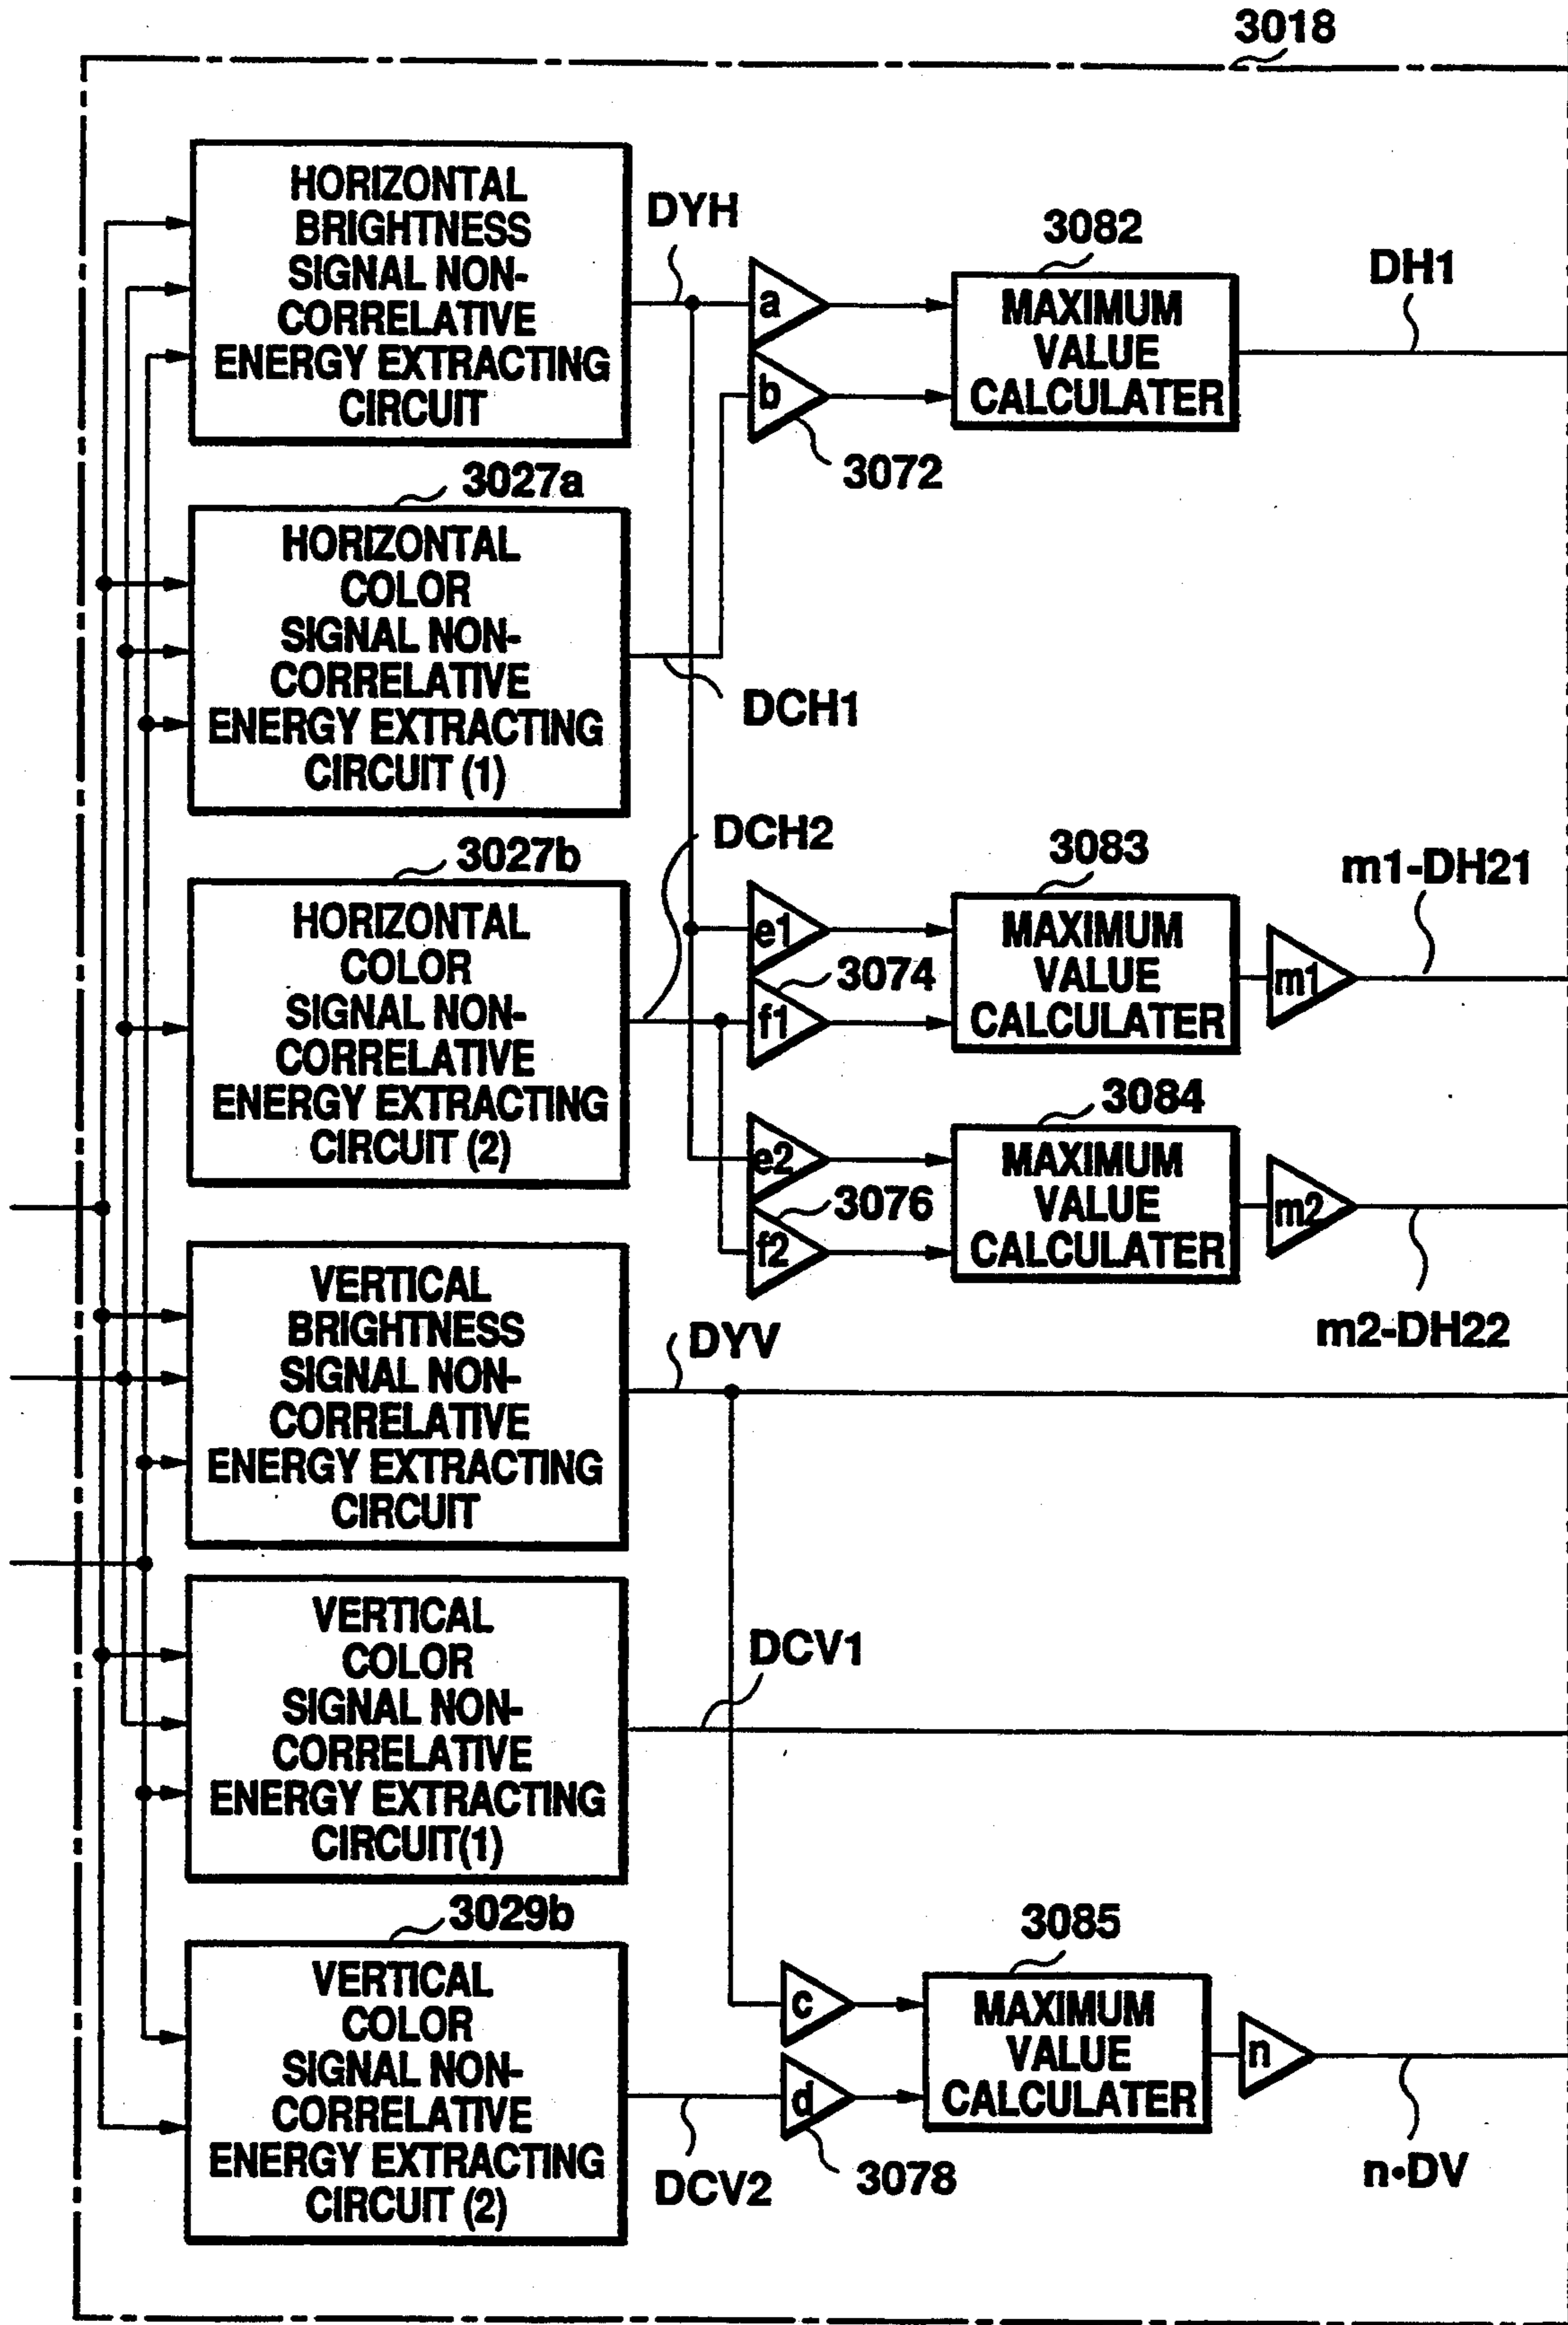 3018
HORIZONTAL
BRIGHTNESS
SIGNAL NON-
CORRELATIVE
ENERGY EXTRACTING
CIRCUIT
DYH
a
b
3072
3082
MAXIMUM
VALUE
CALCULATER
DH1
3027a
HORIZONTAL
COLOR
SIGNAL NON-
CORRELATIVE
ENERGY EXTRACTING
CIRCUIT (1)
DCH1
3027b
HORIZONTAL
COLOR
SIGNAL NON-
CORRELATIVE
ENERGY EXTRACTING
CIRCUIT (2)
DCH2
e1
3074
f1
3083
MAXIMUM
VALUE
CALCULATER
m1
m1-DH21
e2
3076
f2
3084
MAXIMUM
VALUE
CALCULATER
m2
m2-DH22
VERTICAL
BRIGHTNESS
SIGNAL NON-
CORRELATIVE
ENERGY EXTRACTING
CIRCUIT
DYV
VERTICAL
COLOR
SIGNAL NON-
CORRELATIVE
ENERGY EXTRACTING
CIRCUIT(1)
DCV1
3029b
VERTICAL
COLOR
SIGNAL NON-
CORRELATIVE
ENERGY EXTRACTING
CIRCUIT (2)
DCV2
c
d
3078
3085
MAXIMUM
VALUE
CALCULATER
n
n•DV